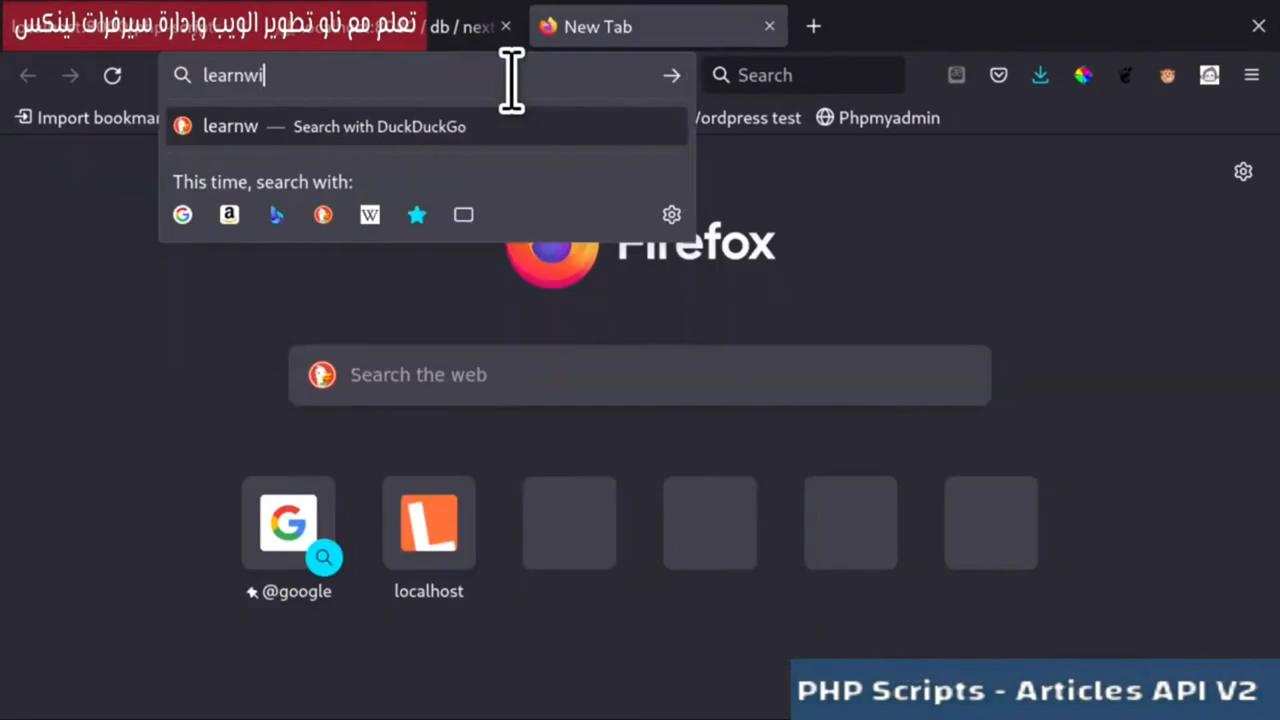 تعلم مع ناو تطوير الويب وإدارة سيرفرات لينكس
/ db / next
New Tab
learnwi
Search
Import bookmar
Wordpress test
Phpmyadmin
learnw — Search with DuckDuckGo
This time, search with:
Firefox
Search the web
@google
localhost
PHP Scripts - Articles API V2